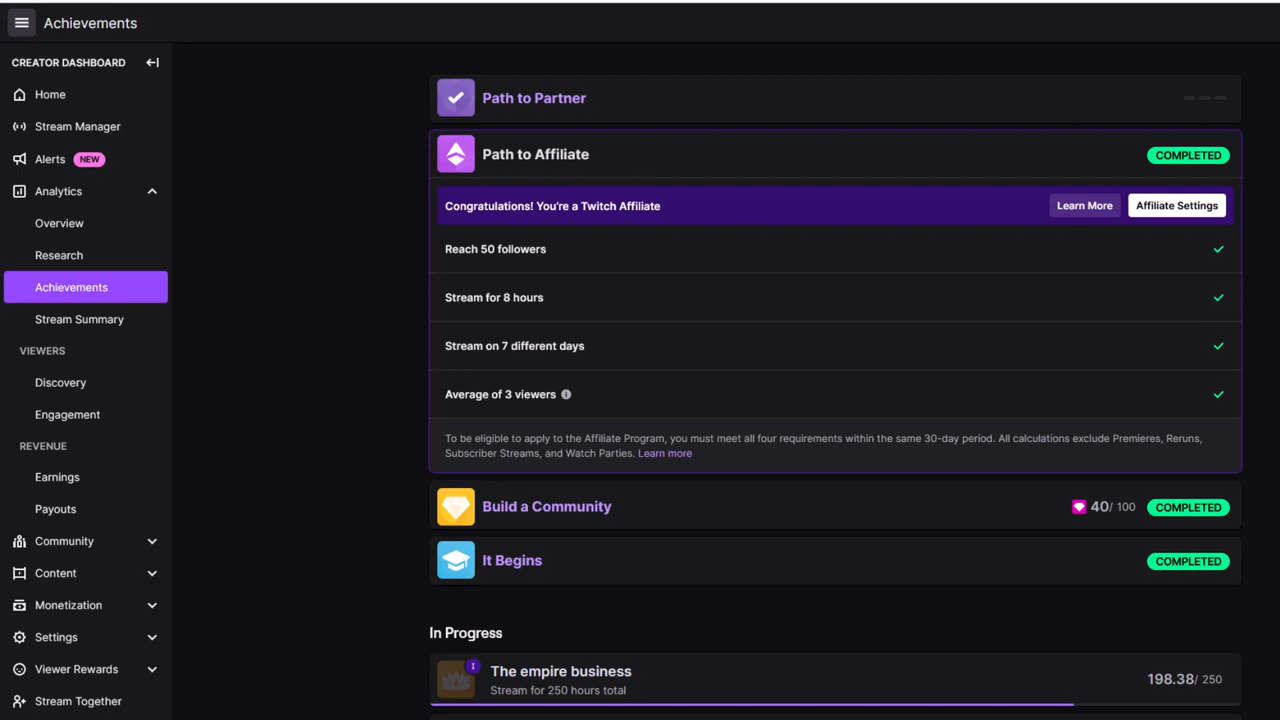 Achievements
CREATOR DASHBOARD
Home
Stream Manager
Alerts NEW
Analytics
Overview
Research
Achievements
Stream Summary
VIEWERS
Discovery
Engagement
REVENUE
Earnings
Payouts
Community
Content
Monetization
Settings
Viewer Rewards
Stream Together
Path to Partner
Path to Affiliate COMPLETED
Congratulations! You're a Twitch Affiliate Learn More Affiliate Settings
Reach 50 followers
Stream for 8 hours
Stream on 7 different days
Average of 3 viewers
To be eligible to apply to the Affiliate Program, you must meet all four requirements within the same 30-day period. All calculations exclude Premieres, Reruns,
Subscriber Streams, and Watch Parties. Learn more
Build a Community 40/ 100 COMPLETED
It Begins COMPLETED
In Progress
I
The empire business
Stream for 250 hours total
198.38/ 250